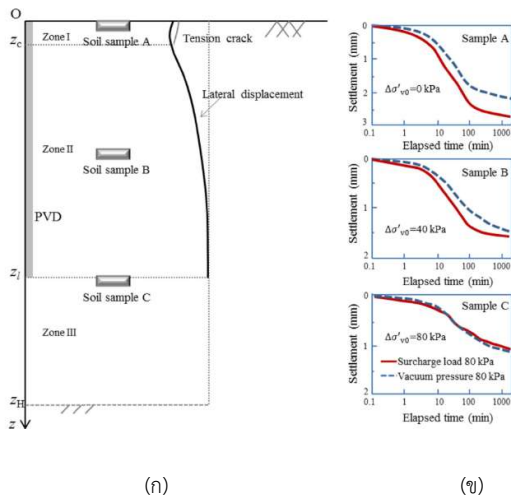 O
Zone I
z_c
Soil sample A
Tension crack
Lateral displacement
Zone II
Soil sample B
PVD
z_l
Soil sample C
Zone III
z_H
z
(ก)
Sample A
Settlement (mm)
0
1
2
3
Δσ'_v0=0 kPa
0.1 1 10 100 1000
Elapsed time (min)
Sample B
Settlement (mm)
0
1
2
Δσ'_v0=40 kPa
0.1 1 10 100 1000
Elapsed time (min)
Sample C
Settlement (mm)
0
1
2
Δσ'_v0=80 kPa
Surcharge load 80 kPa
Vacuum pressure 80 kPa
0.1 1 10 100 1000
Elapsed time (min)
(ข)